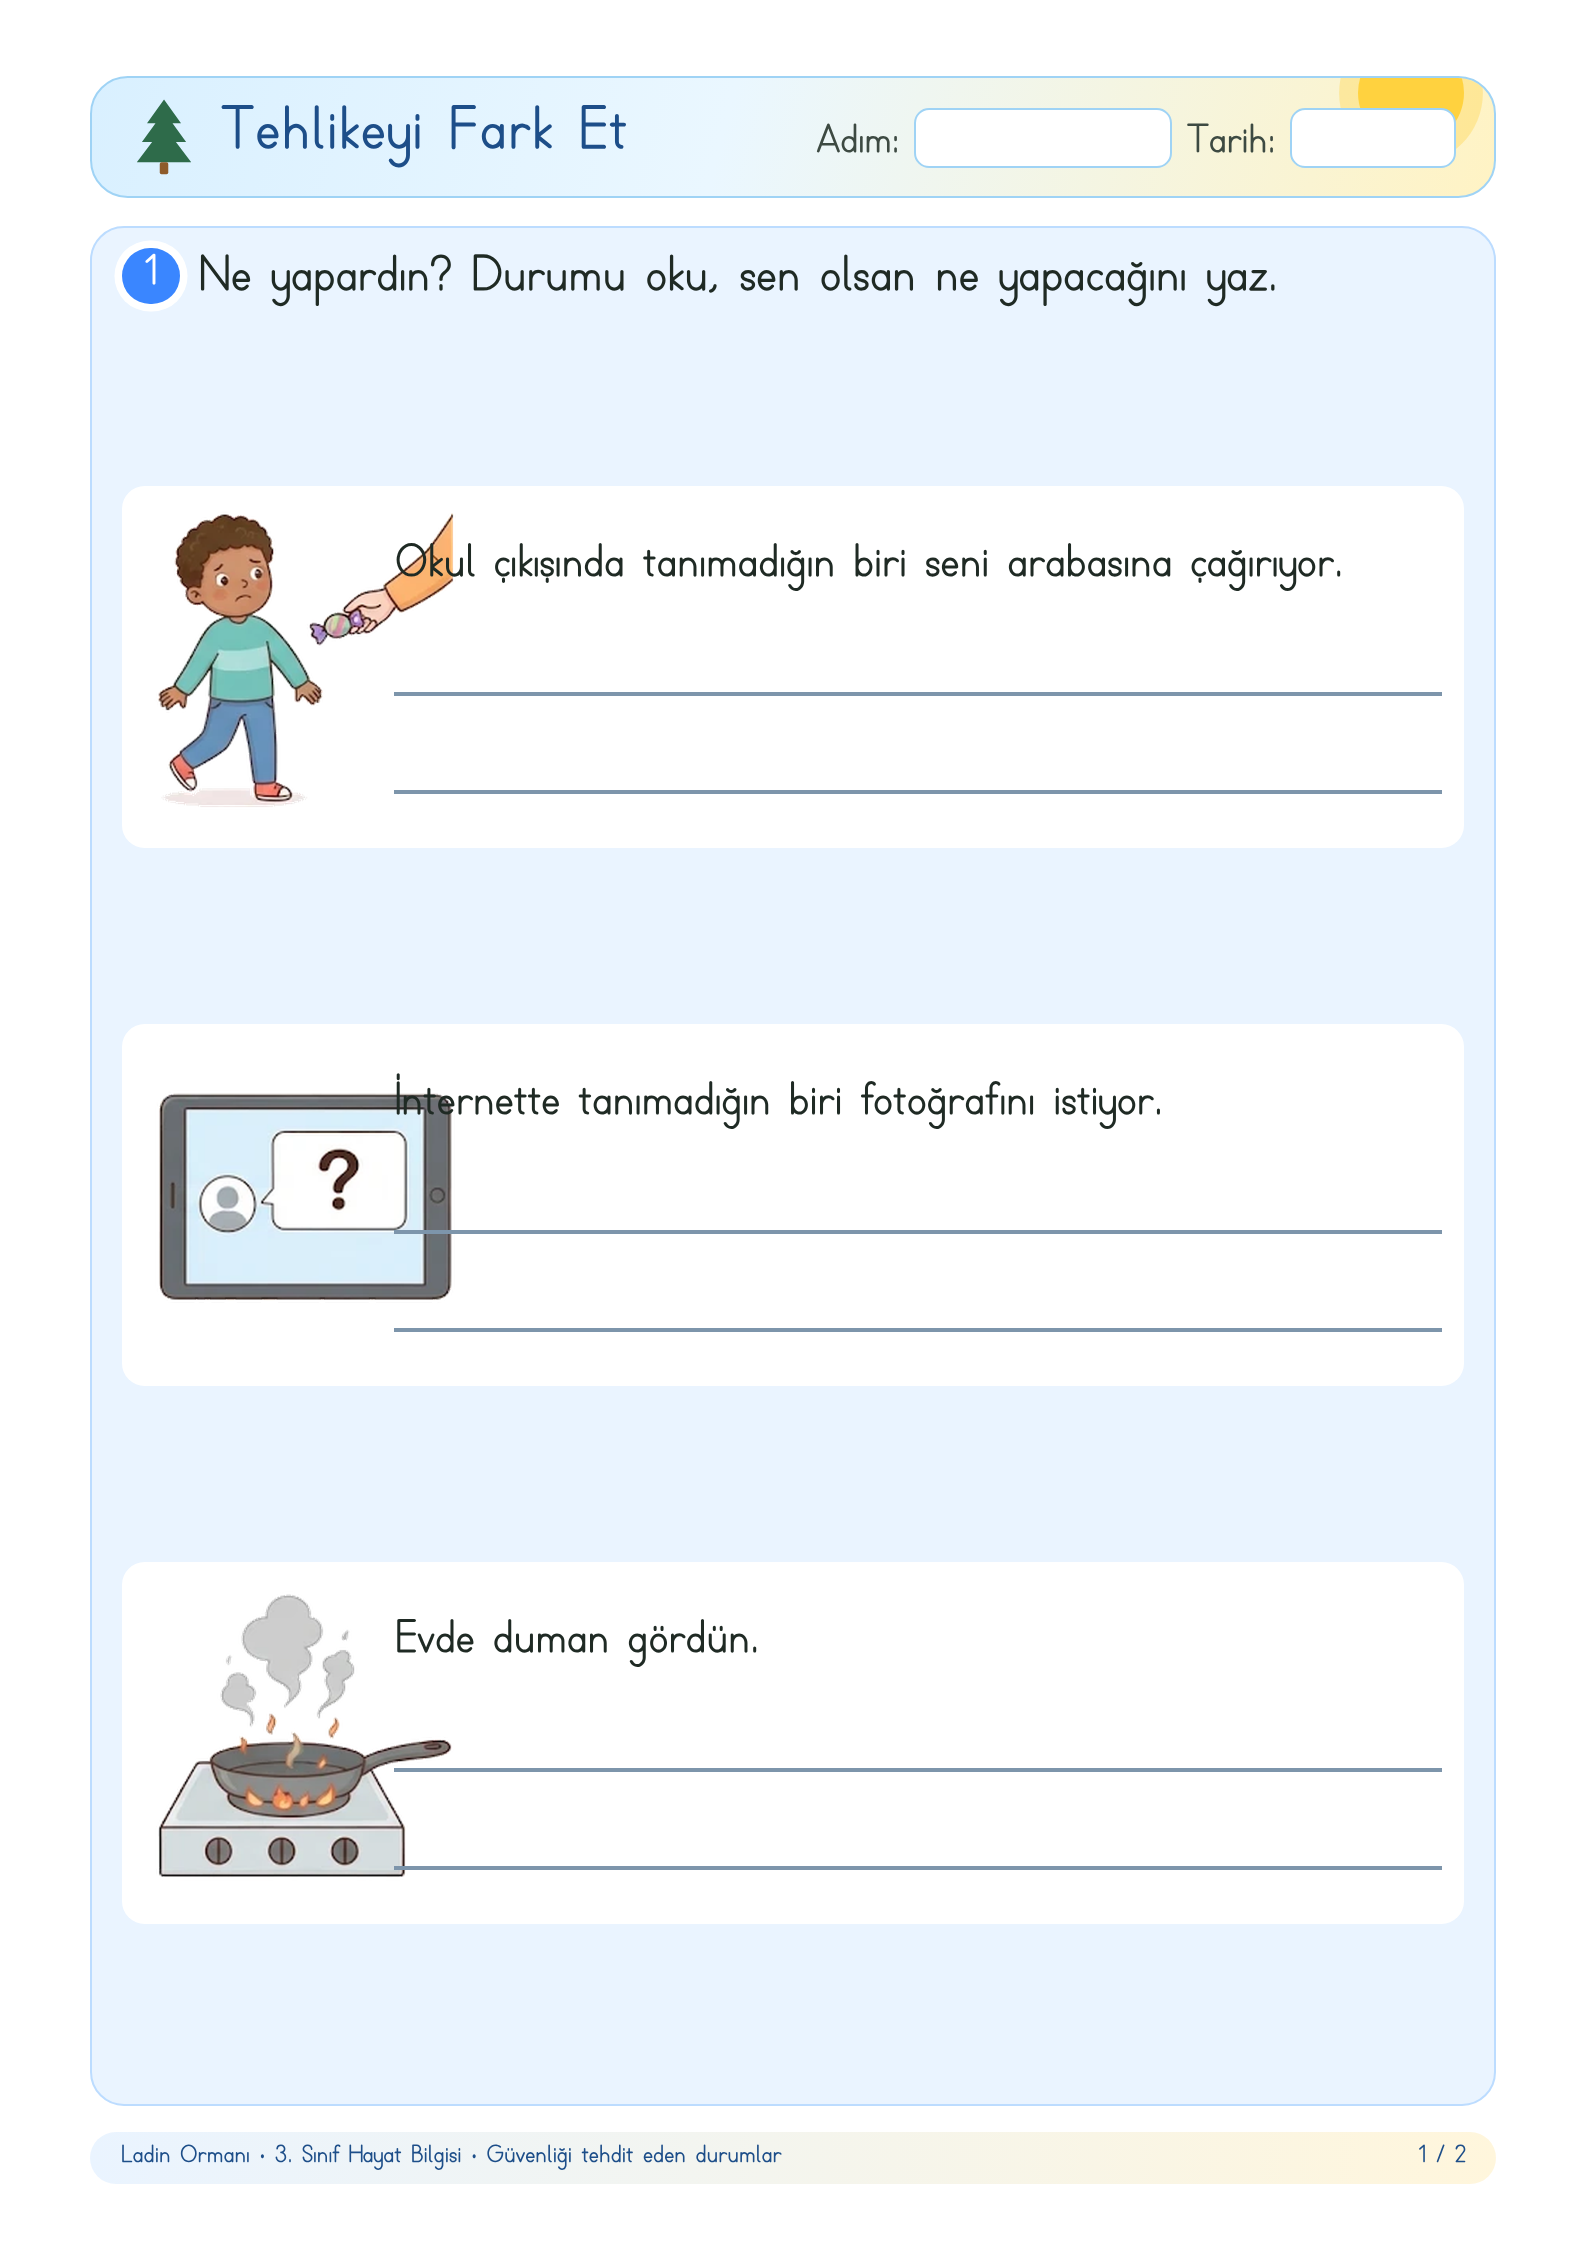 Tehlikeyi Fark Et
Adım:
Tarih:
1
Ne yapardın? Durumu oku, sen olsan ne yapacağını yaz.
Okul çıkışında tanımadığın biri seni arabasına çağırıyor.
İnternette tanımadığın biri fotoğrafını istiyor.
?
Evde duman gördün.
Ladin Ormanı • 3. Sınıf Hayat Bilgisi • Güvenliği tehdit eden durumlar
1 / 2